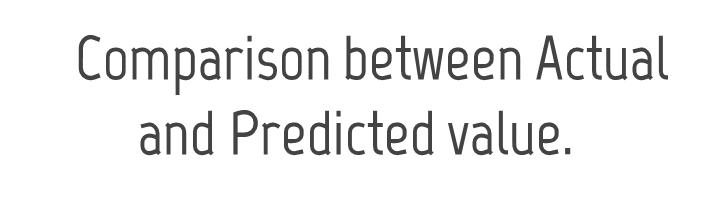 Comparison between Actual
and Predicted value.